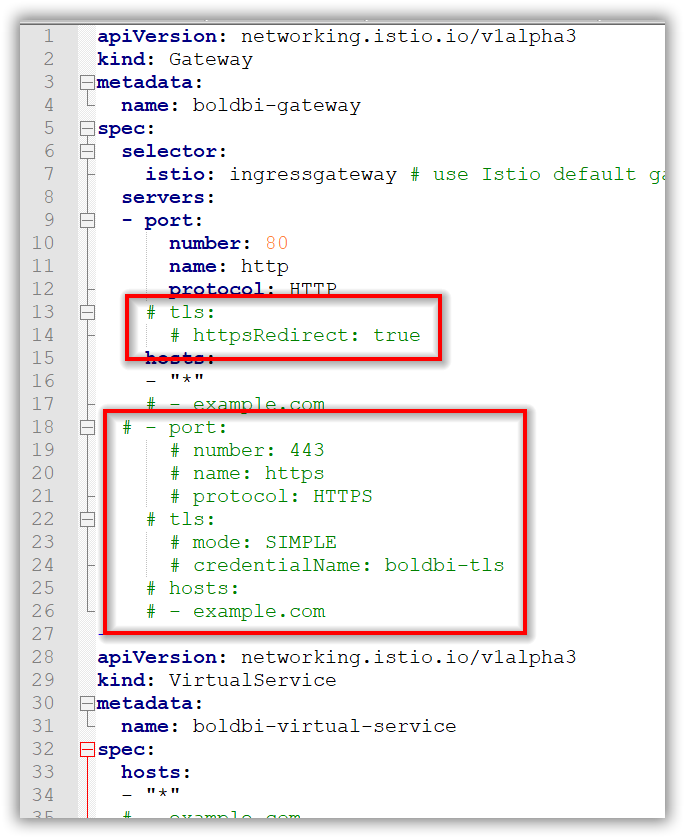 1 apiVersion: networking.istio.io/v1alpha3
2 kind: Gateway
3 metadata:
4   name: boldbi-gateway
5 spec:
6   selector:
7     istio: ingressgateway # use Istio default
8   servers:
9   - port:
10       number: 80
11       name: http
12       protocol: HTTP
13     # tls:
14       # httpsRedirect: true
15     hosts:
16     - "*"
17     # - example.com
18   # - port:
19       # number: 443
20       # name: https
21       # protocol: HTTPS
22     # tls:
23       # mode: SIMPLE
24       # credentialName: boldbi-tls
25     # hosts:
26     # - example.com
27
28 apiVersion: networking.istio.io/v1alpha3
29 kind: VirtualService
30 metadata:
31   name: boldbi-virtual-service
32 spec:
33   hosts:
34   - "*"
35   # - example.com